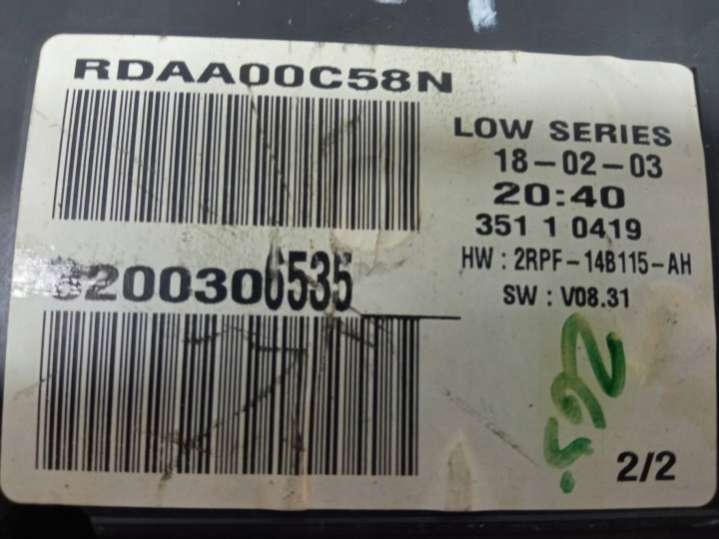 RDAA00C58N
LOW SERIES
18-02-03
20:40
351 1 0419
8200306535
HW : 2RPF-14B115-AH
SW : V08.31
2/2